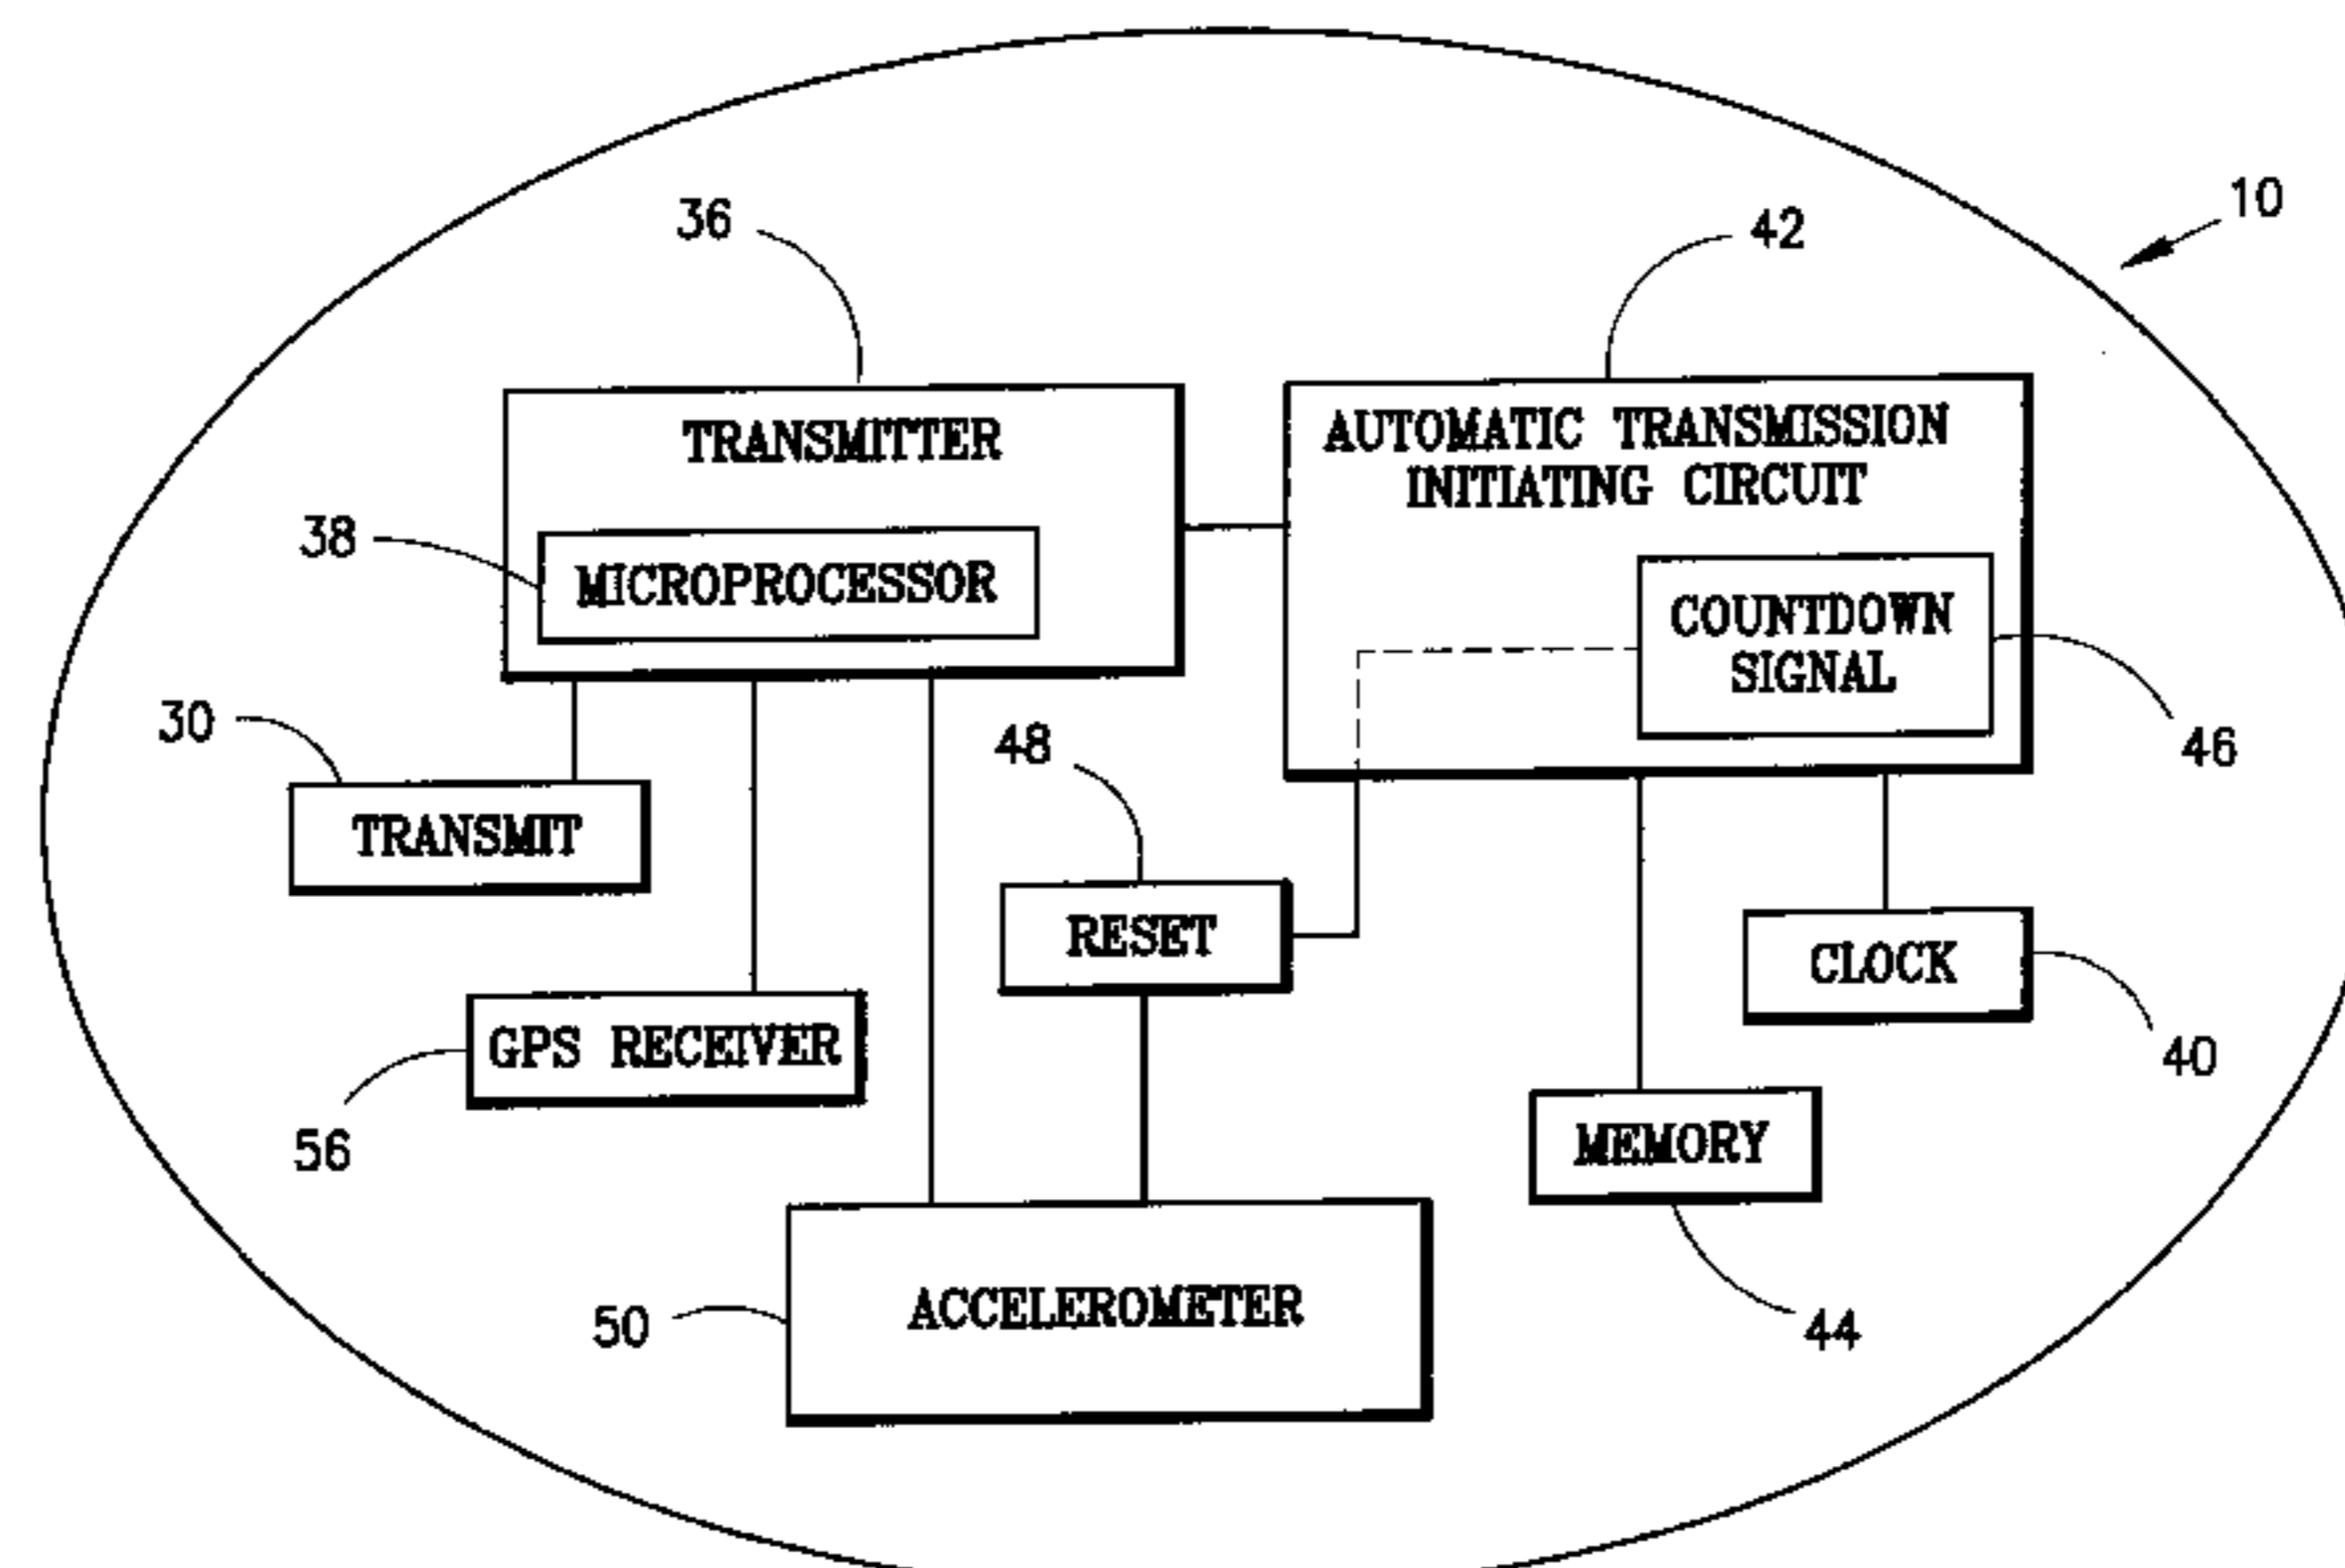 10
36
42
TRANSMITTER
AUTOMATIC TRANSMISSION
INITIATING CIRCUIT
38
MICROPROCESSOR
COUNTDOWN
SIGNAL
30
48
46
TRANSMIT
RESET
CLOCK
GPS RECEIVER
40
56
MEMORY
50
ACCELEROMETER
44